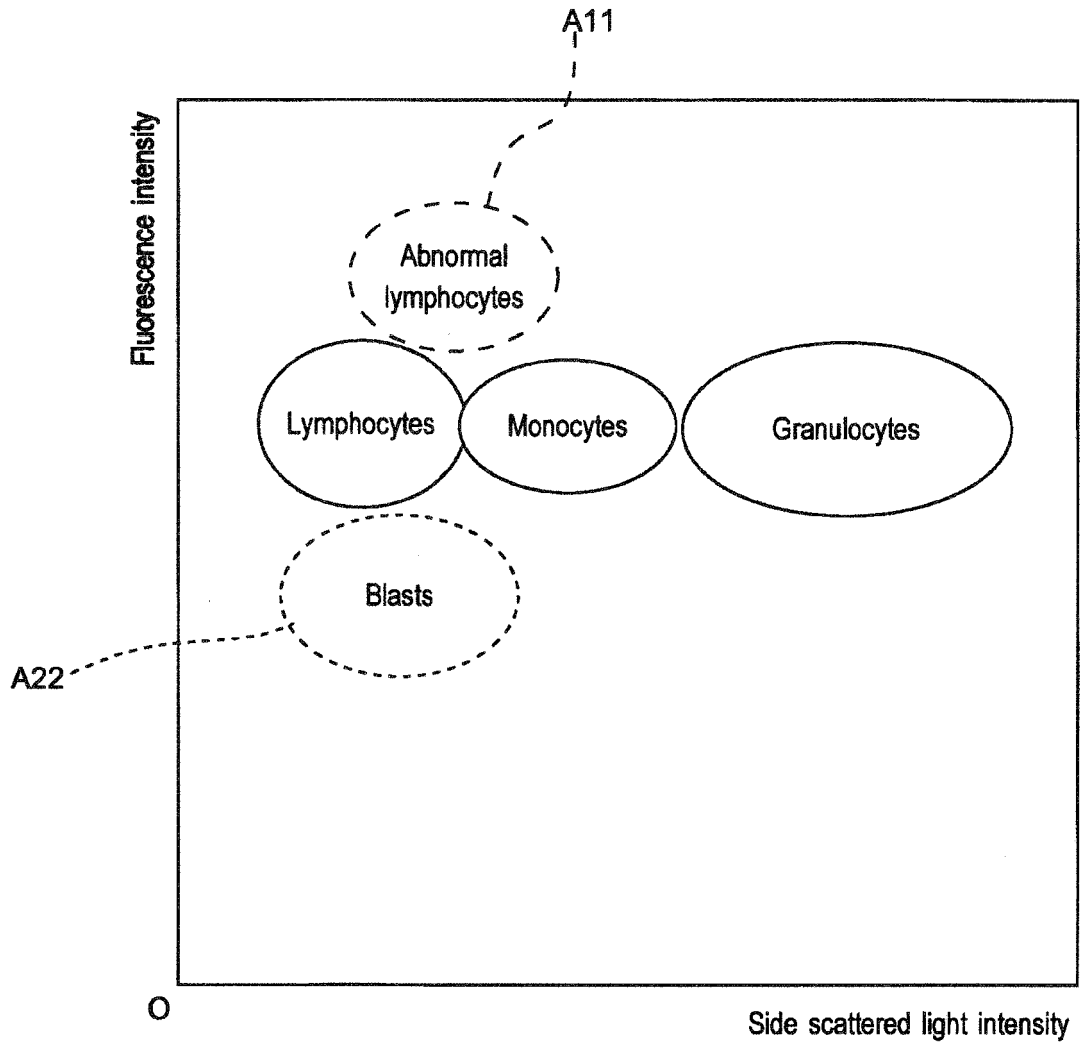 A11
Fluorescence intensity
Abnormal
lymphocytes
Lymphocytes
Monocytes
Granulocytes
Blasts
A22
O
Side scattered light intensity